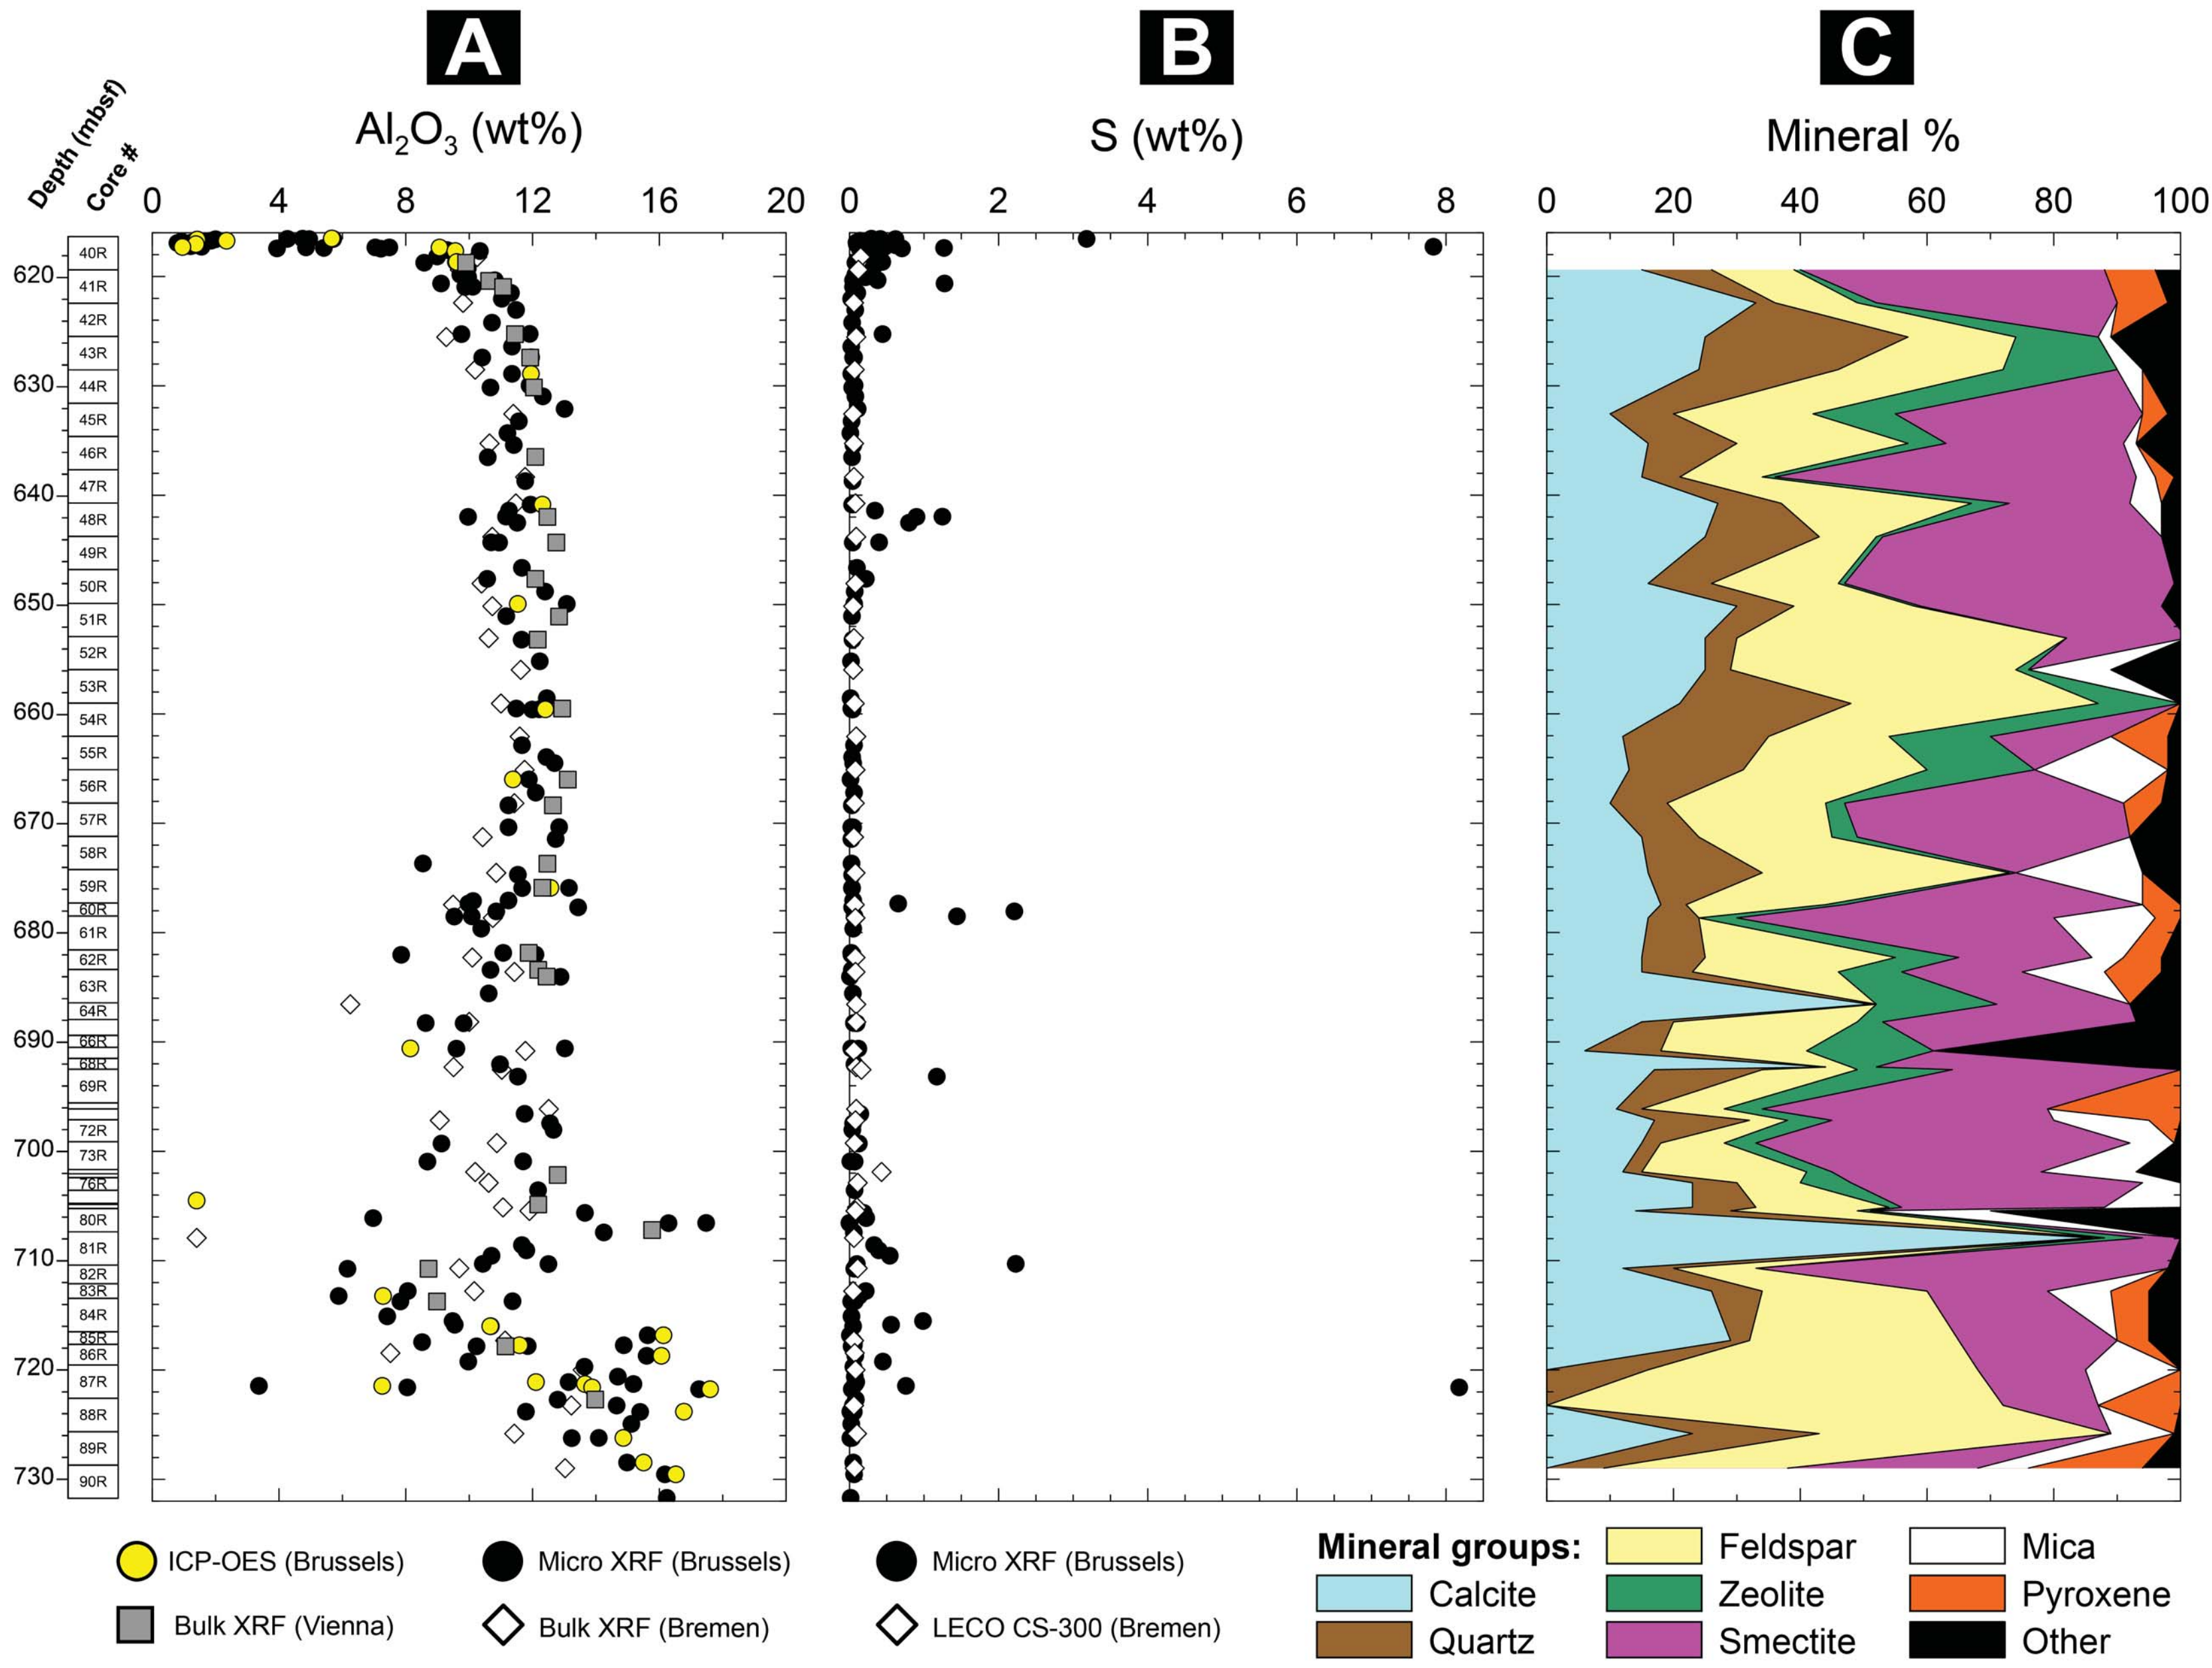 A B C
Al₂O₃ (wt%) S (wt%) Mineral %
Depth (mbsf)
Core #
0 4 8 12 16 20 0 2 4 6 8 0 20 40 60 80 100
40R
620
41R
42R
43R
630
44R
45R
46R
47R
640
48R
49R
50R
650
51R
52R
53R
660
54R
55R
56R
670
57R
58R
59R
60R
680
61R
62R
63R
64R
690
66R
68R
69R
72R
700
73R
76R
80R
81R
710
82R
83R
84R
85R
86R
720
87R
88R
89R
730
90R
ICP-OES (Brussels) Micro XRF (Brussels) Micro XRF (Brussels)
Bulk XRF (Vienna) Bulk XRF (Bremen) LECO CS-300 (Bremen)
Mineral groups: Feldspar Mica
Calcite Zeolite Pyroxene
Quartz Smectite Other